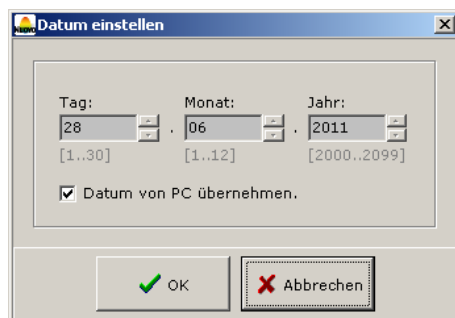 Datum einstellen
Tag: Monat: Jahr:
28 . 06 . 2011
[1..30] [1..12] [2000..2099]
Datum von PC übernehmen.
OK Abbrechen